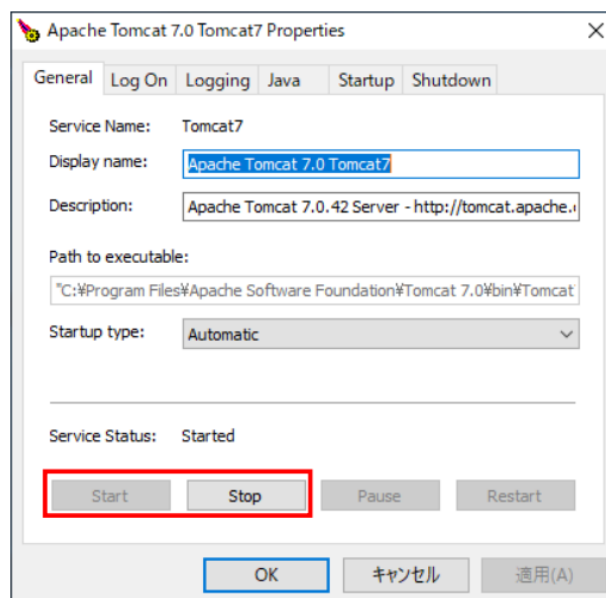 Apache Tomcat 7.0 Tomcat7 Properties
General Log On Logging Java Startup Shutdown
Service Name: Tomcat7
Display name: Apache Tomcat 7.0 Tomcat7
Description: Apache Tomcat 7.0.42 Server - http://tomcat.apache.
Path to executable:
"C:¥Program Files¥Apache Software Foundation¥Tomcat 7.0¥bin¥Tomcat
Startup type: Automatic
Service Status: Started
Start Stop Pause Restart
OK キャンセル 適用(A)